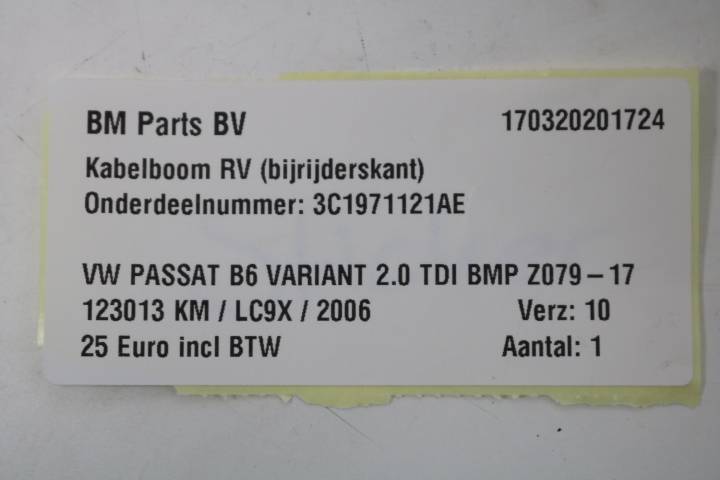 BM Parts BV 170320201724
Kabelboom RV (bijrijderskant)
Onderdeelnummer: 3C1971121AE
VW PASSAT B6 VARIANT 2.0 TDI BMP Z079-17
123013 KM / LC9X / 2006 Verz: 10
25 Euro incl BTW Aantal: 1